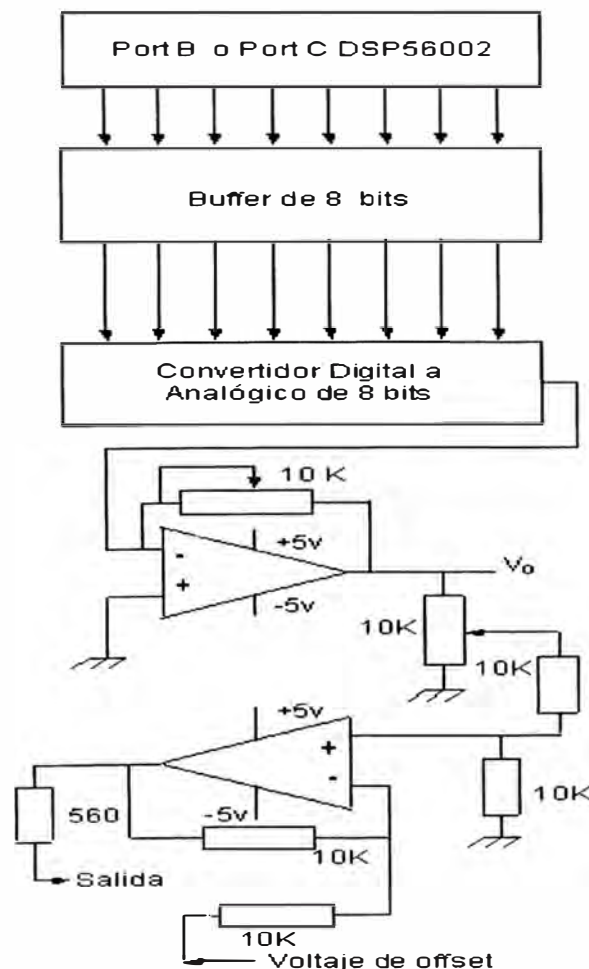 Port B o Port C DSP56002
Buffer de 8 bits
Convertidor Digital a
Analógico de 8 bits
10 K
-
+5v
+
-5v
Vo
10K
10K
+5v
+
-
10K
560
-5v
10K
Salida
10K
Voltaje de offset